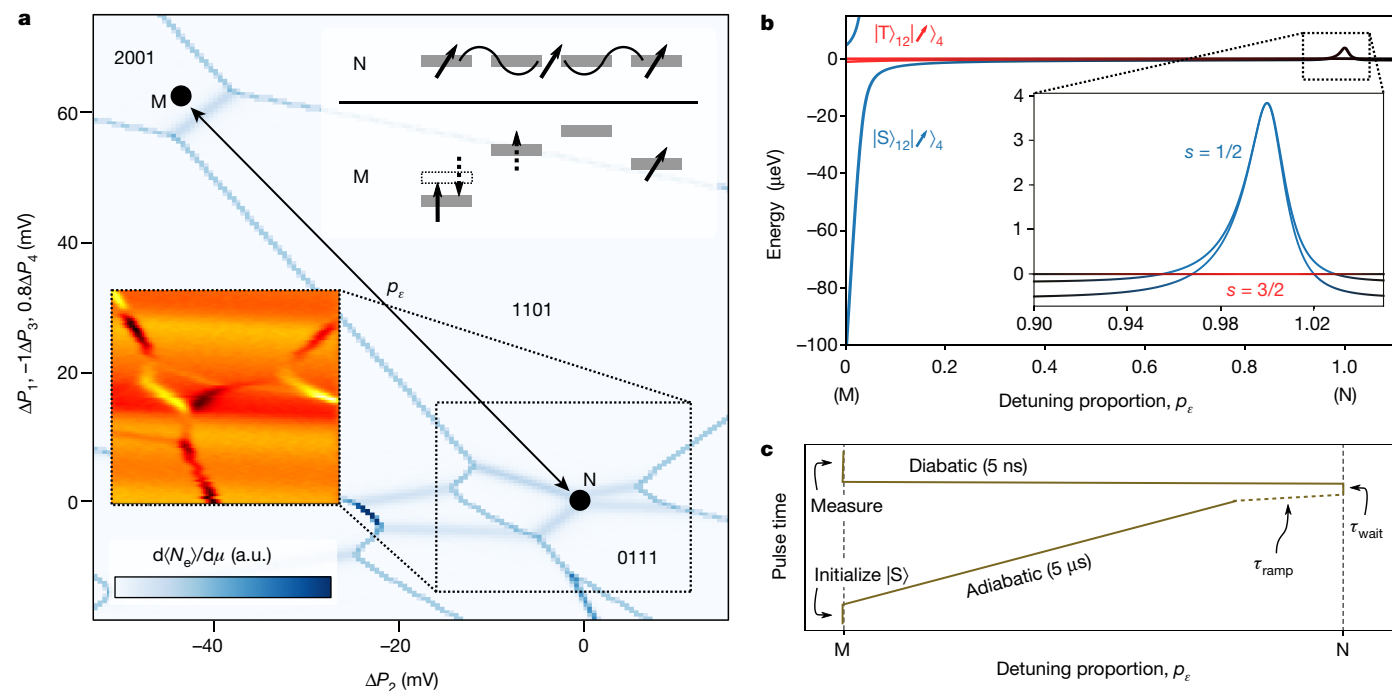 a
2001
M
N
M
60
40
20
0
ΔP₁, −1ΔP₃, 0.8ΔP₄ (mV)
pε
1101
N
0111
d⟨Nₑ⟩/dμ (a.u.)
−40
−20
0
ΔP₂ (mV)
b
|T⟩₁₂|↗⟩₄
|S⟩₁₂|↗⟩₄
0
−20
−40
−60
−80
−100
Energy (μeV)
4
3
2
1
0
s = 1/2
s = 3/2
0.90
0.94
0.98
1.02
0
0.2
0.4
0.6
0.8
1.0
(M)
(N)
Detuning proportion, pε
c
Diabatic (5 ns)
Measure
τwait
Initialize |S⟩
Adiabatic (5 μs)
τramp
Pulse time
M
N
Detuning proportion, pε